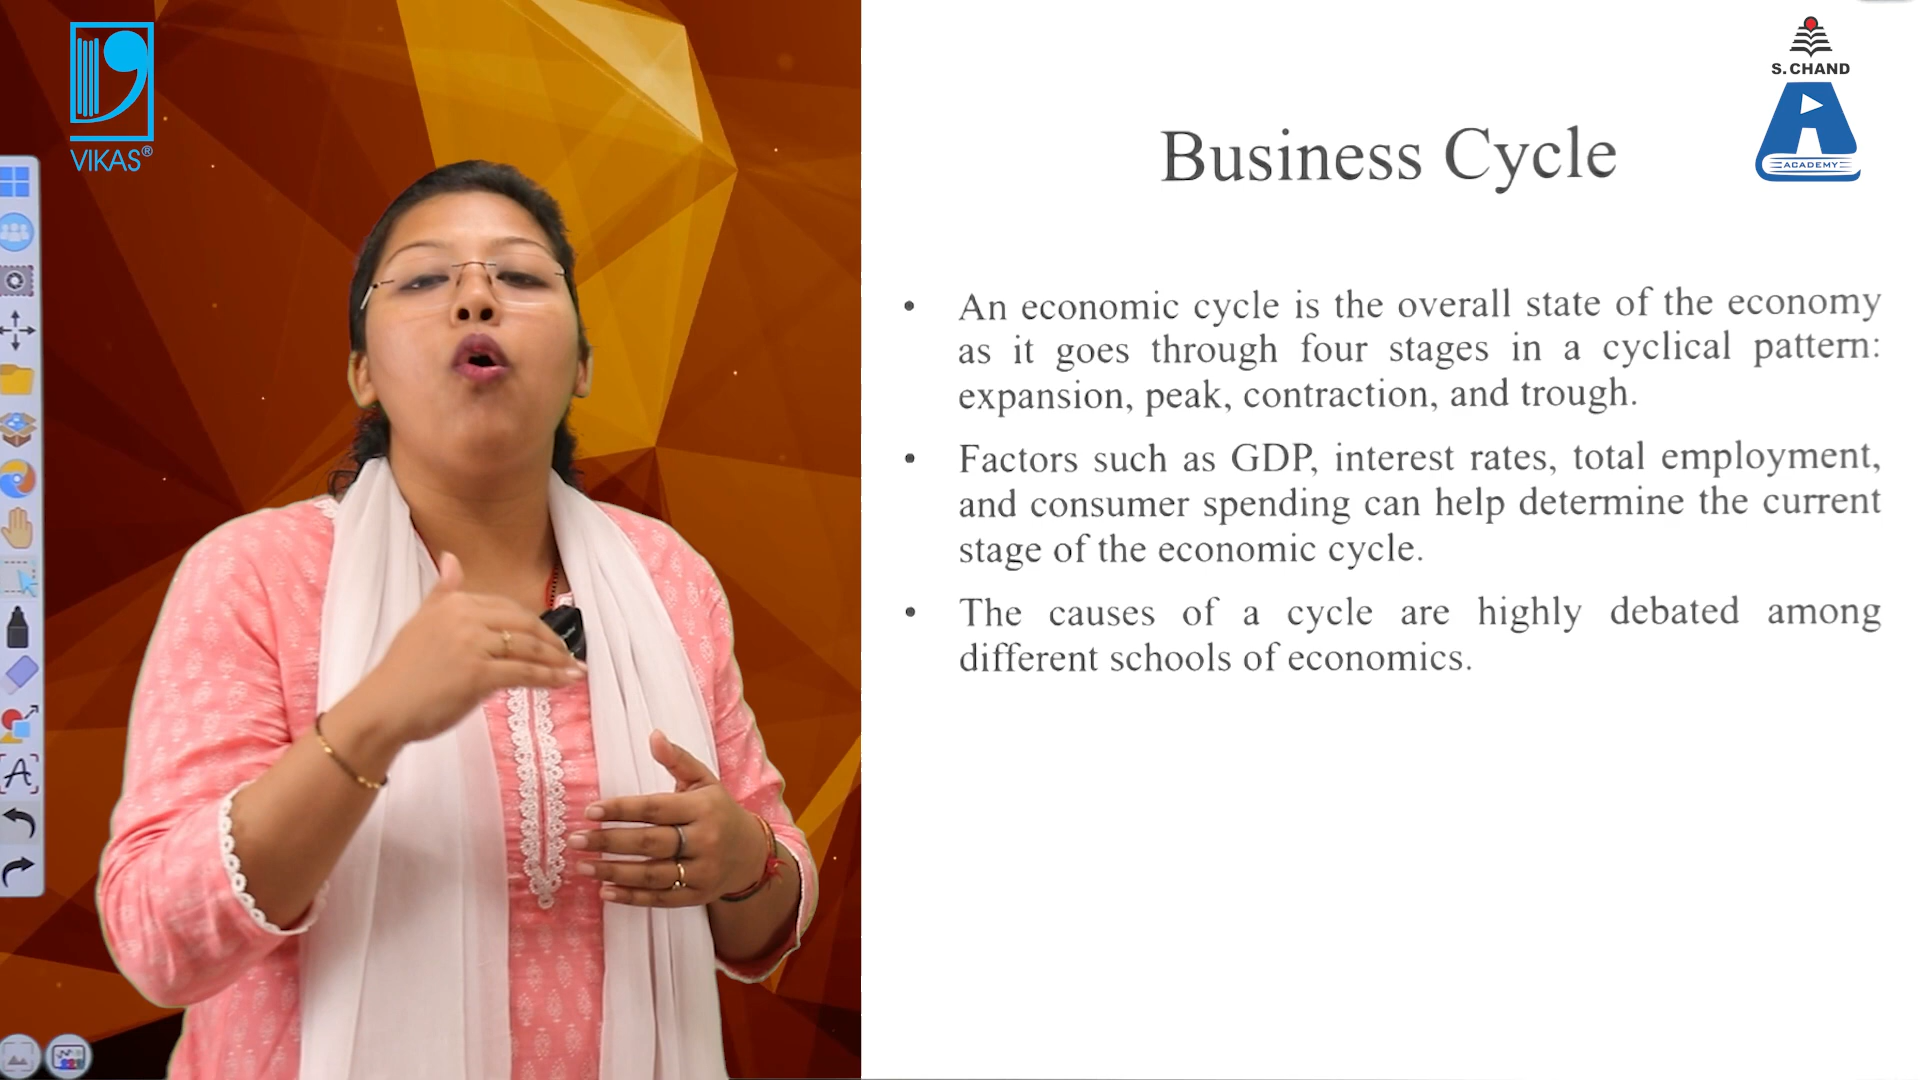 VIKAS®
S. CHAND
ACADEMY
Business Cycle
• An economic cycle is the overall state of the economy
as it goes through four stages in a cyclical pattern:
expansion, peak, contraction, and trough.
• Factors such as GDP, interest rates, total employment,
and consumer spending can help determine the current
stage of the economic cycle.
• The causes of a cycle are highly debated among
different schools of economics.